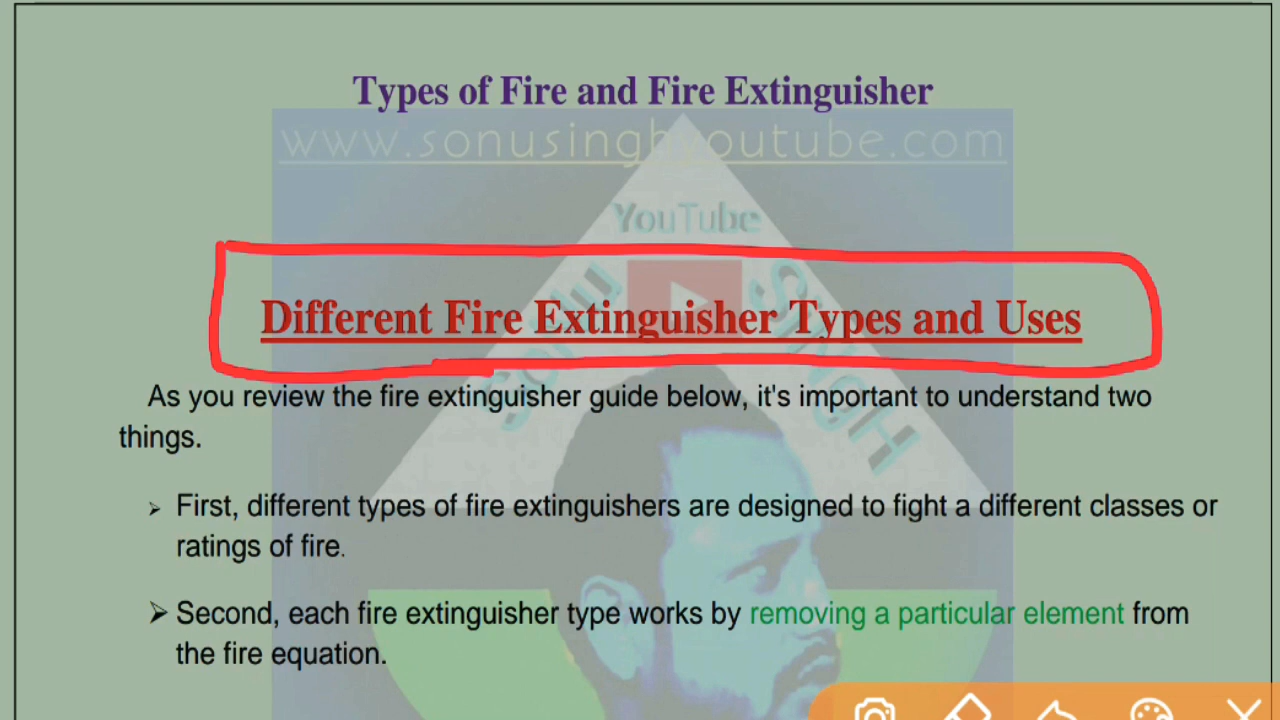 Types of Fire and Fire Extinguisher
www.sonusinghyoutube.com
YouTube
SONU SINGH
Different Fire Extinguisher Types and Uses
As you review the fire extinguisher guide below, it's important to understand two
things.
First, different types of fire extinguishers are designed to fight a different classes or
ratings of fire.
Second, each fire extinguisher type works by removing a particular element from
the fire equation.